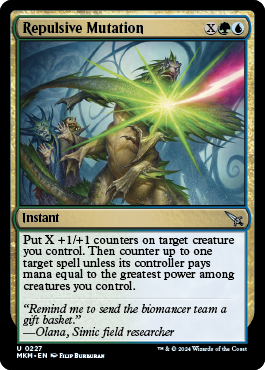 Repulsive Mutation X
Instant
Put X +1/+1 counters on target creature
you control. Then counter up to one
target spell unless its controller pays
mana equal to the greatest power among
creatures you control.
“Remind me to send the biomancer team a
gift basket.”
—Olana, Simic field researcher
U 0227
MKM • EN Filip Burburan
™ & © 2024 Wizards of the Coast